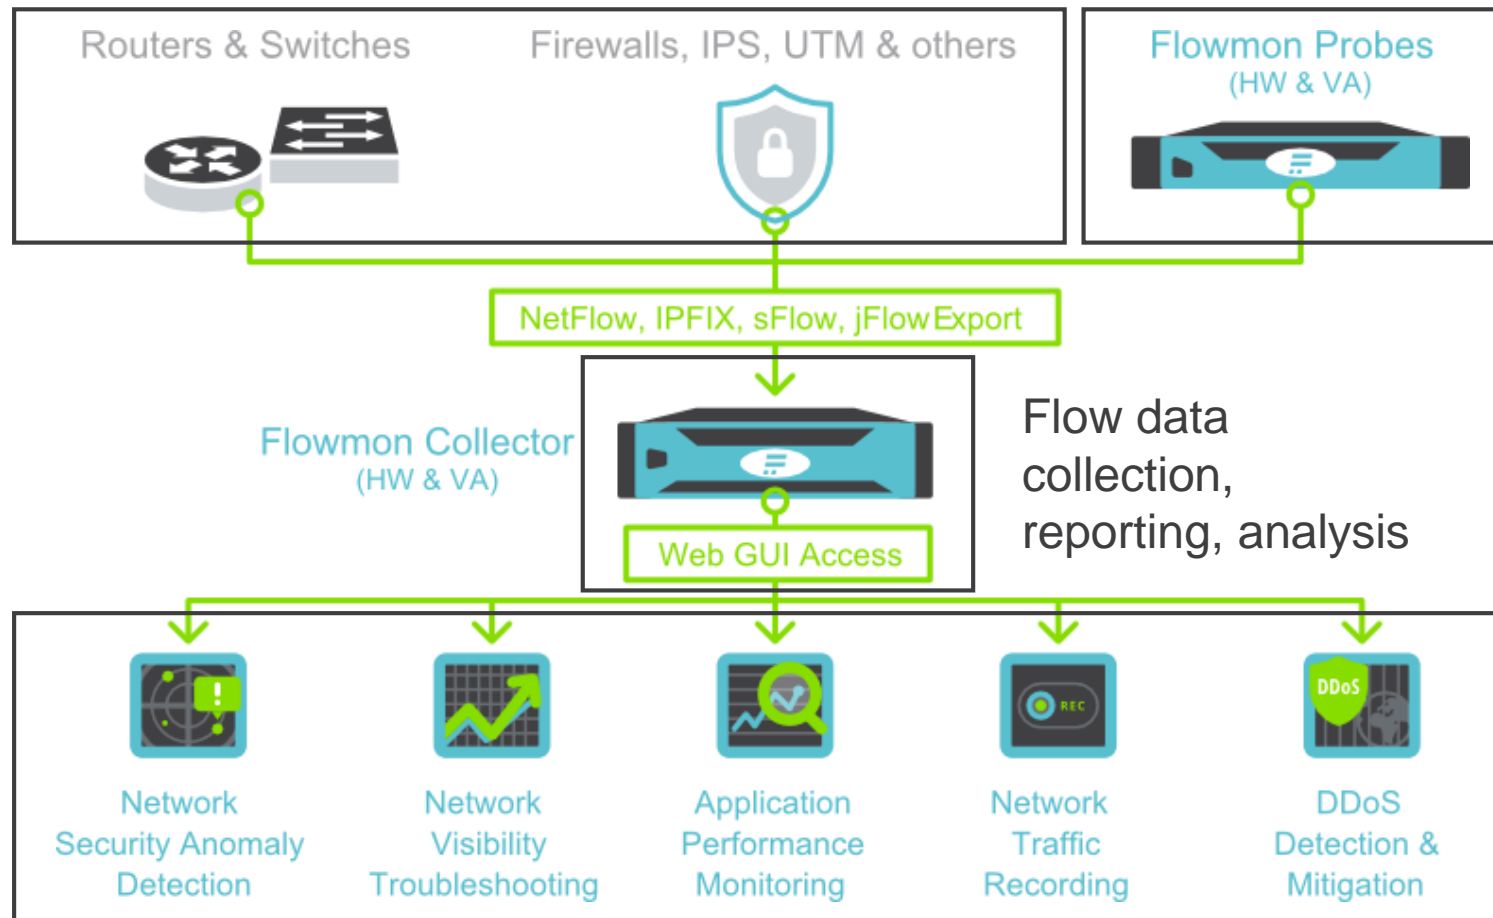 Routers & Switches
Firewalls, IPS, UTM & others
Flowmon Probes
(HW & VA)
NetFlow, IPFIX, sFlow, jFlowExport
Flowmon Collector
(HW & VA)
Flow data
collection,
reporting, analysis
Web GUI Access
!
REC
DDoS
Network
Security Anomaly
Detection
Network
Visibility
Troubleshooting
Application
Performance
Monitoring
Network
Traffic
Recording
DDoS
Detection &
Mitigation